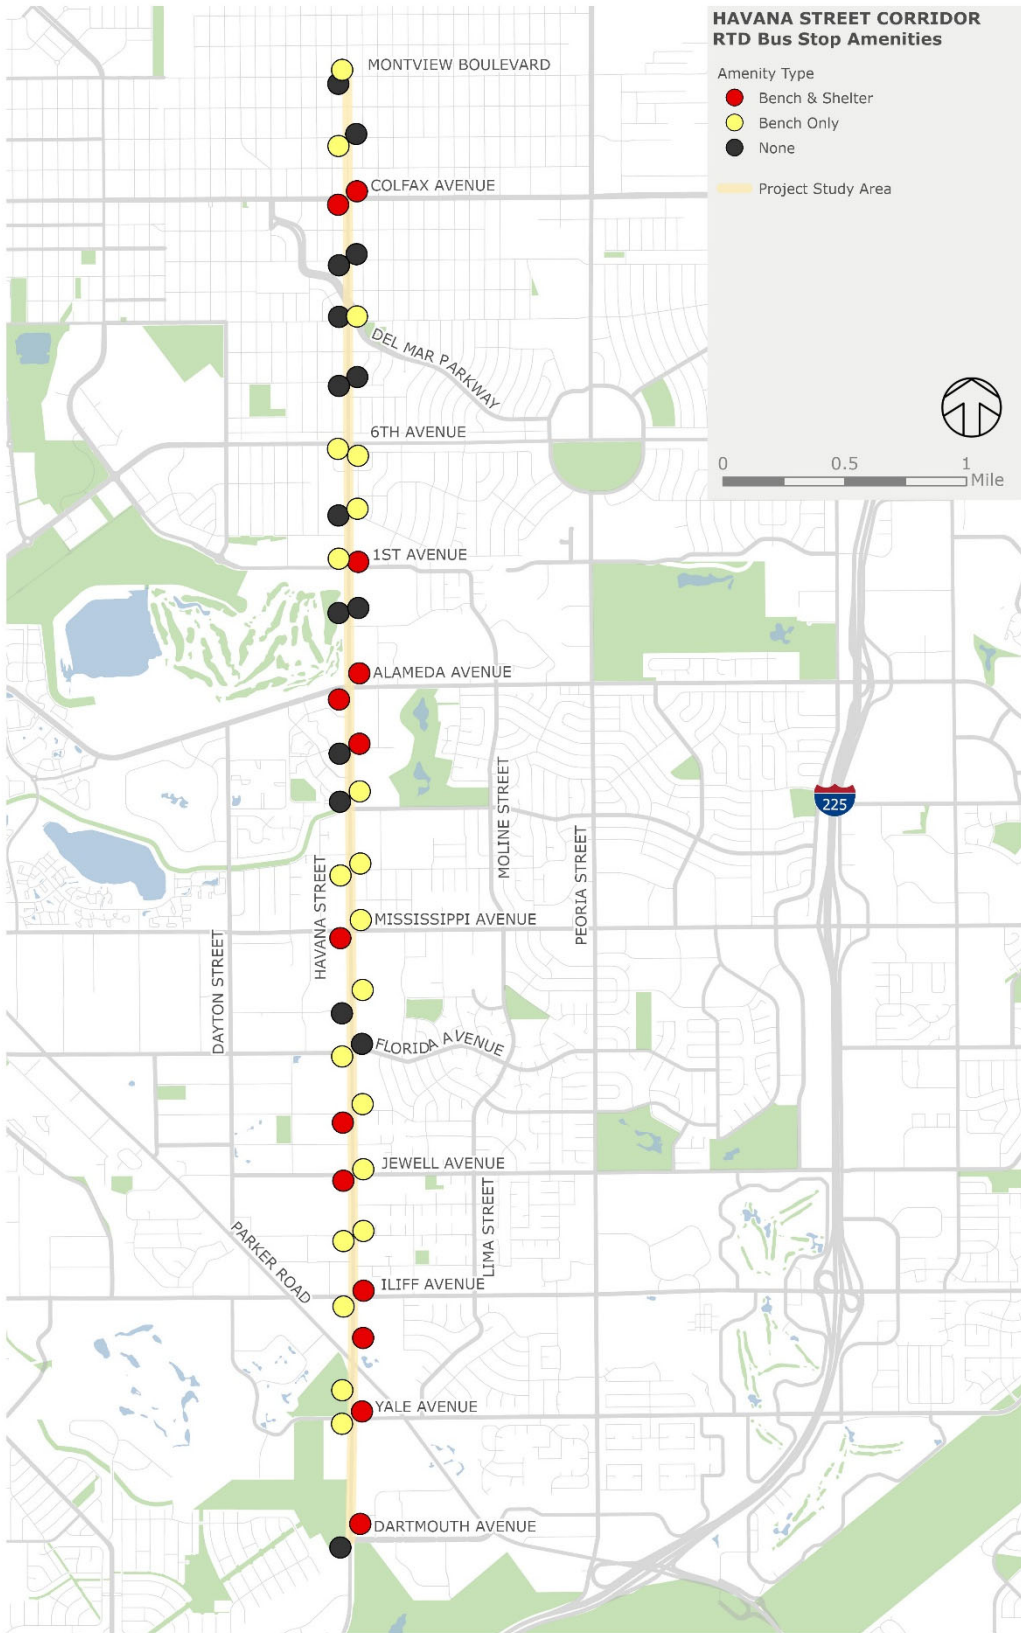 HAVANA STREET CORRIDOR
RTD Bus Stop Amenities
Amenity Type
Bench & Shelter
Bench Only
None
Project Study Area
0 0.5 1
Mile
MONTVIEW BOULEVARD
COLFAX AVENUE
DEL MAR PARKWAY
6TH AVENUE
1ST AVENUE
ALAMEDA AVENUE
225
MOLINE STREET
PEORIA STREET
HAVANA STREET
MISSISSIPPI AVENUE
DAYTON STREET
FLORIDA AVENUE
JEWELL AVENUE
LIMA STREET
PARKER ROAD
ILIFF AVENUE
YALE AVENUE
DARTMOUTH AVENUE